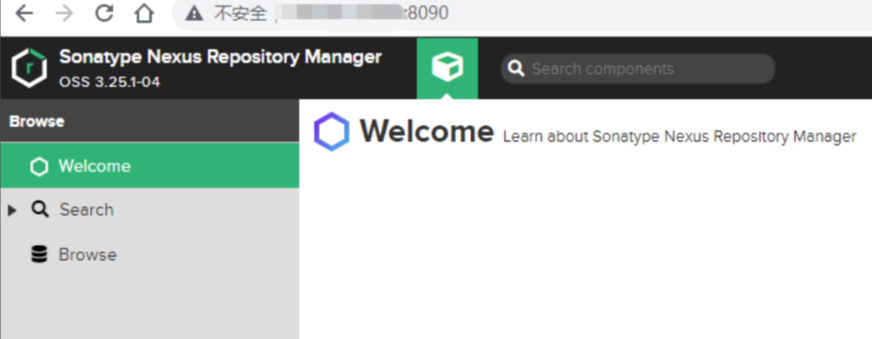 不安全 :8090
Sonatype Nexus Repository Manager
OSS 3.25.1-04
Search components
Browse
Welcome Learn about Sonatype Nexus Repository Manager
Welcome
Search
Browse